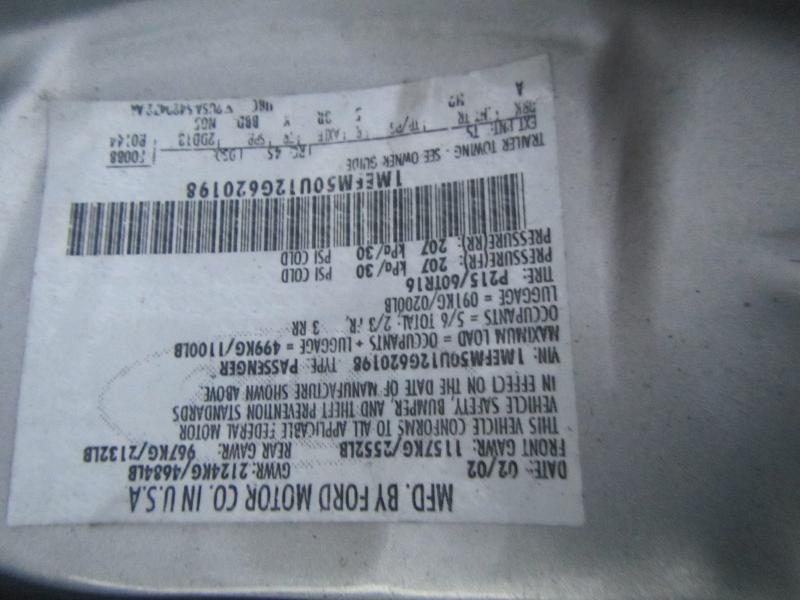 MFD. BY FORD MOTOR CO. IN U.S.A
DATE: 02/02 GVWR: 2124KG/4684LB
FRONT GAWR: 1157KG/2552LB REAR GAWR: 967KG/2132LB
THIS VEHICLE CONFORMS TO ALL APPLICABLE FEDERAL MOTOR
VEHICLE SAFETY, BUMPER, AND THEFT PREVENTION STANDARDS
IN EFFECT ON THE DATE OF MANUFACTURE SHOWN ABOVE.
VIN: 1MEFM50U12G620198 TYPE: PASSENGER
MAXIMUM LOAD = OCCUPANTS + LUGGAGE = 499KG/1100LB
OCCUPANTS = 5/6 TOTAL: 2/3 FR, 3 RR
LUGGAGE = 091KG/0200LB
TIRE: P215/60TR16
PRESSURE(FR): 207 kPa/30 PSI COLD
PRESSURE(RR): 207 kPa/30 PSI COLD
1MEFM50U12G620198
TRAILER TOWING - SEE OWNER GUIDE
EXT PNT: TS